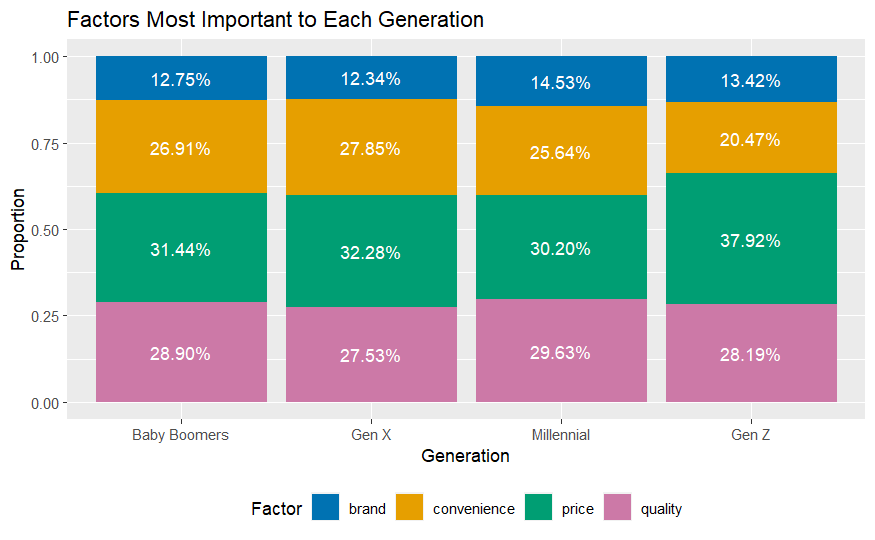 Factors Most Important to Each Generation
1.00
0.75
0.50
0.25
0.00
Proportion
12.75% 12.34% 14.53% 13.42%
26.91% 27.85% 25.64% 20.47%
31.44% 32.28% 30.20% 37.92%
28.90% 27.53% 29.63% 28.19%
Baby Boomers Gen X Millennial Gen Z
Generation
Factor brand convenience price quality